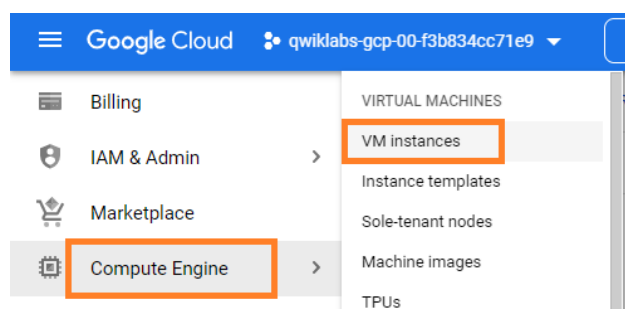 Google Cloud
qwiklabs-gcp-00-f3b834cc71e9
Billing
IAM & Admin
Marketplace
Compute Engine
VIRTUAL MACHINES
VM instances
Instance templates
Sole-tenant nodes
Machine images
TPUs